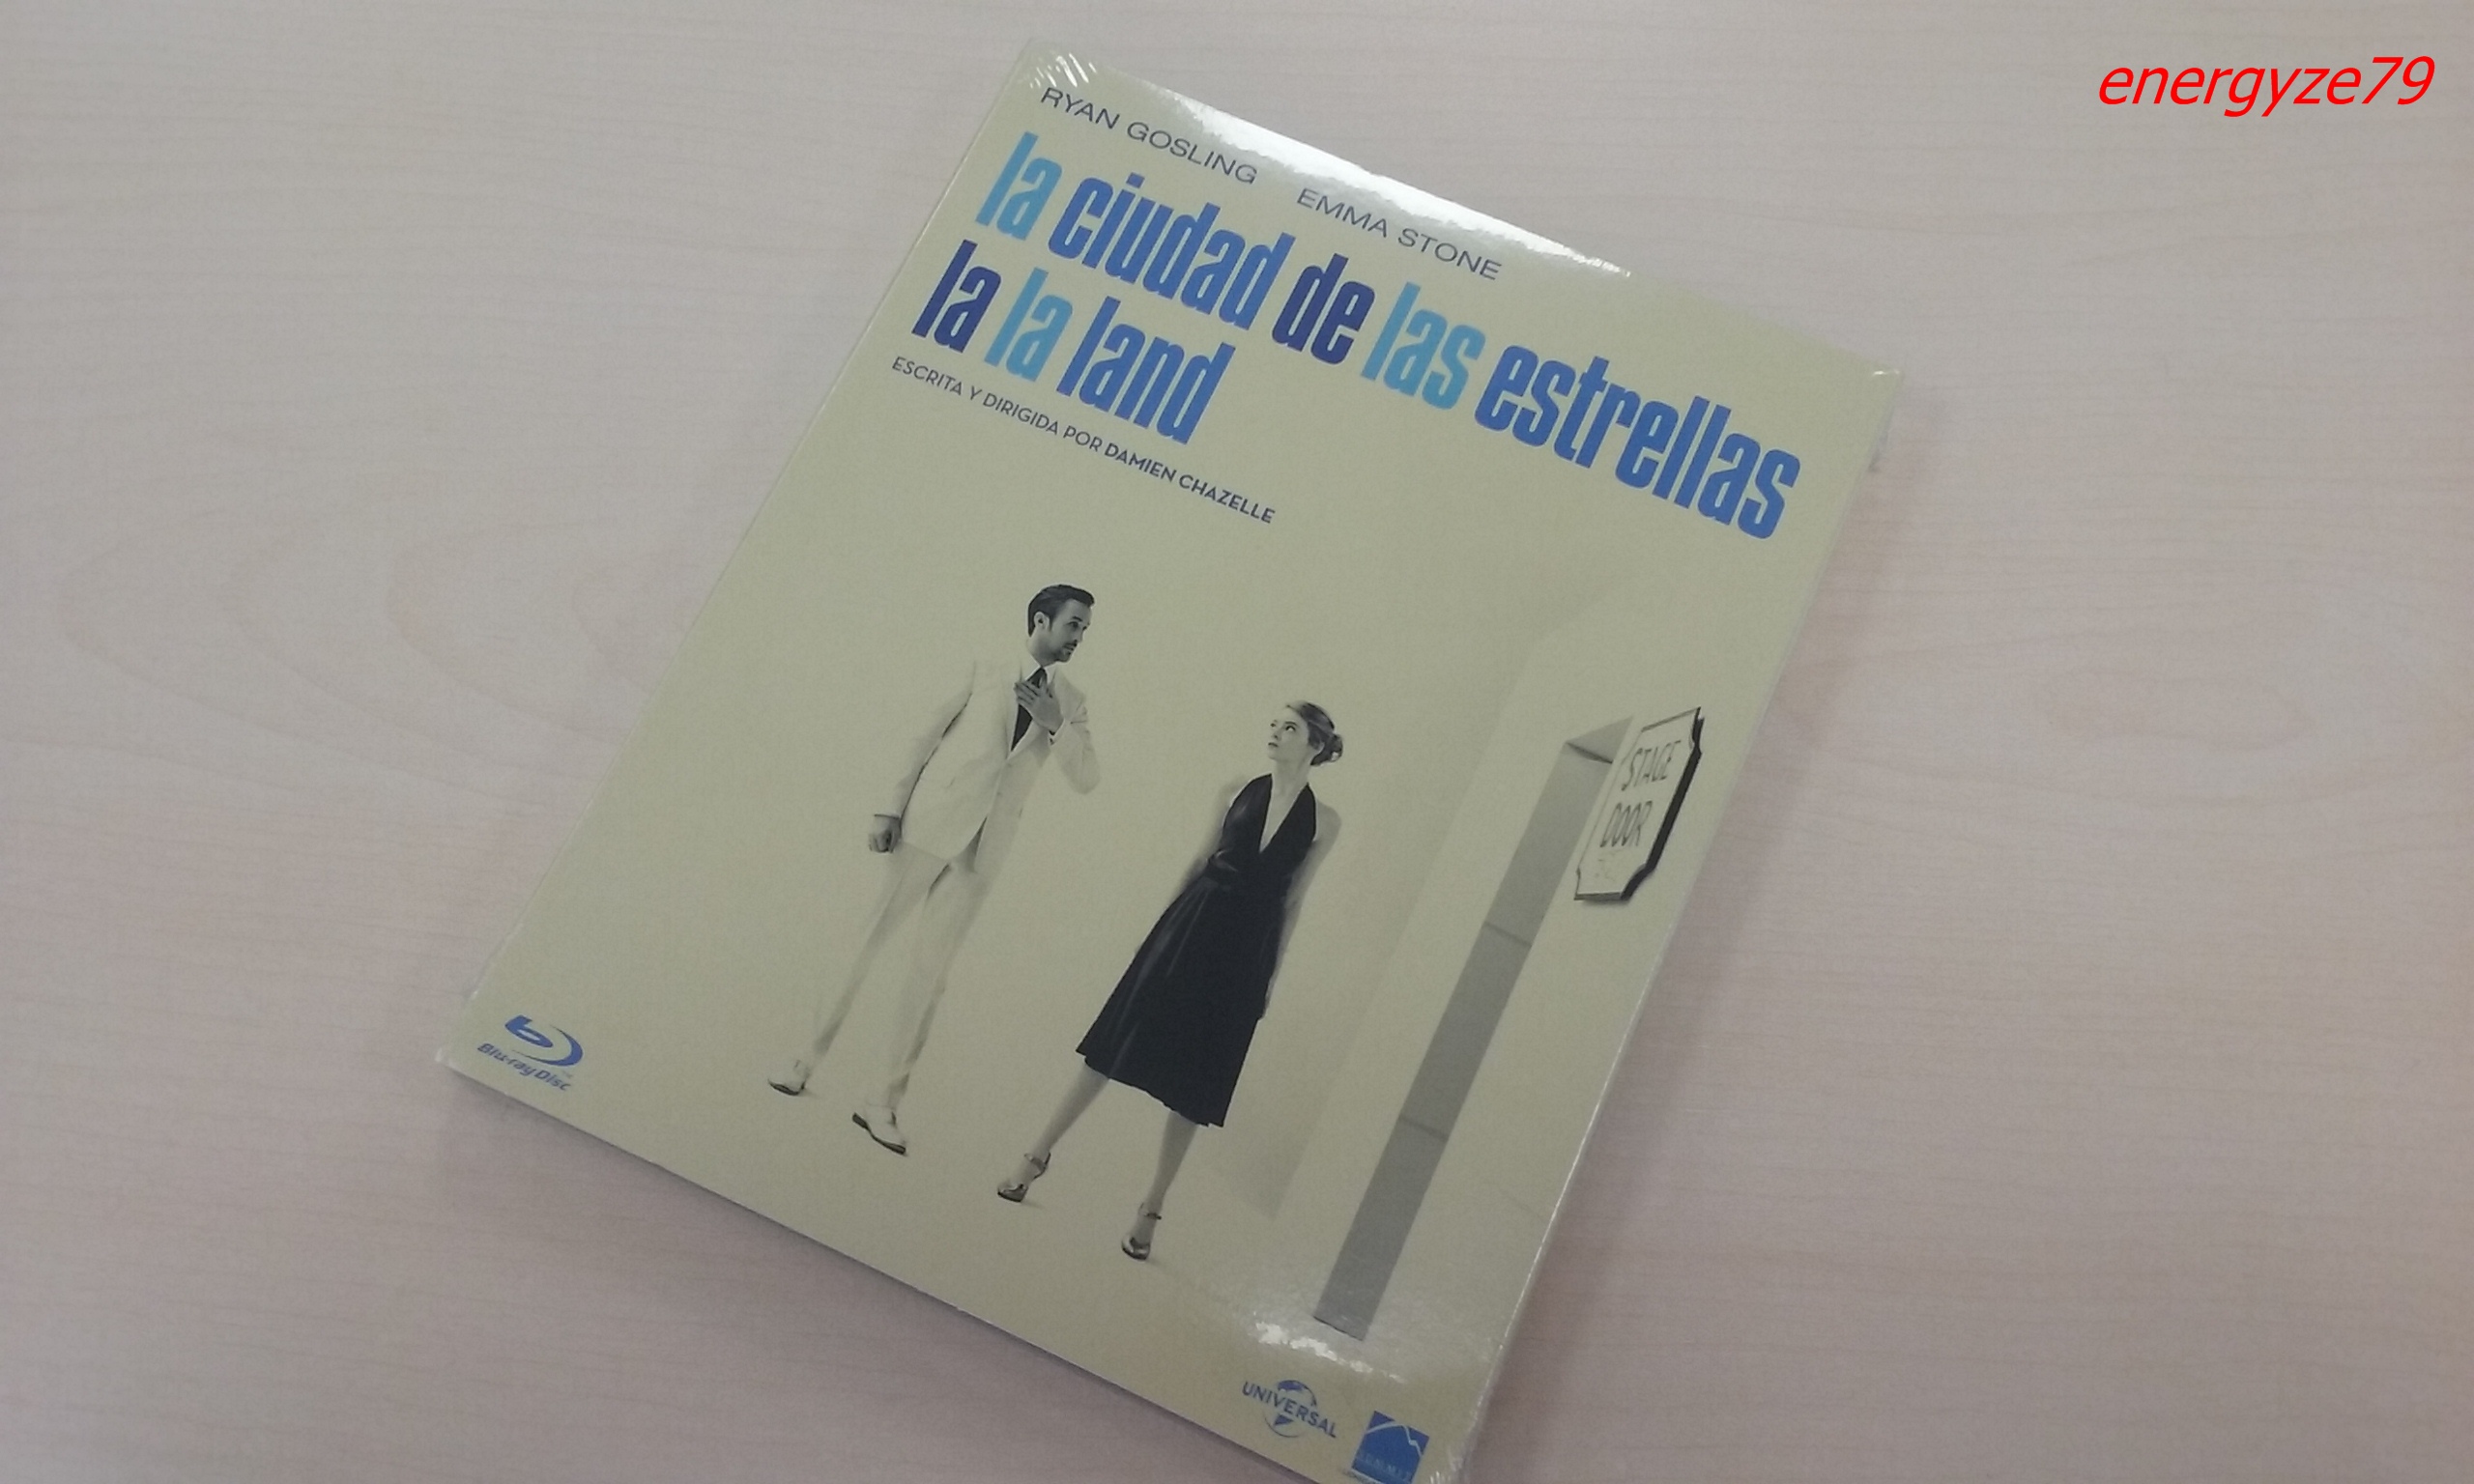 energyze79
RYAN GOSLING EMMA STONE
la ciudad de las estrellas
la la land
ESCRITA Y DIRIGIDA POR DAMIEN CHAZELLE
STAGE
DOOR
Blu-ray Disc
UNIVERSAL
SUMMIT